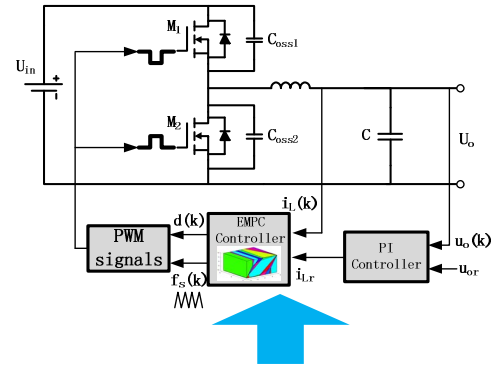 M1
Coss1
Uin
+
-
M2
Coss2
C
Uo
iL(k)
d(k)
EMPC
Controller
PWM
signals
fs(k)
iLr
PI
Controller
uo(k)
uor